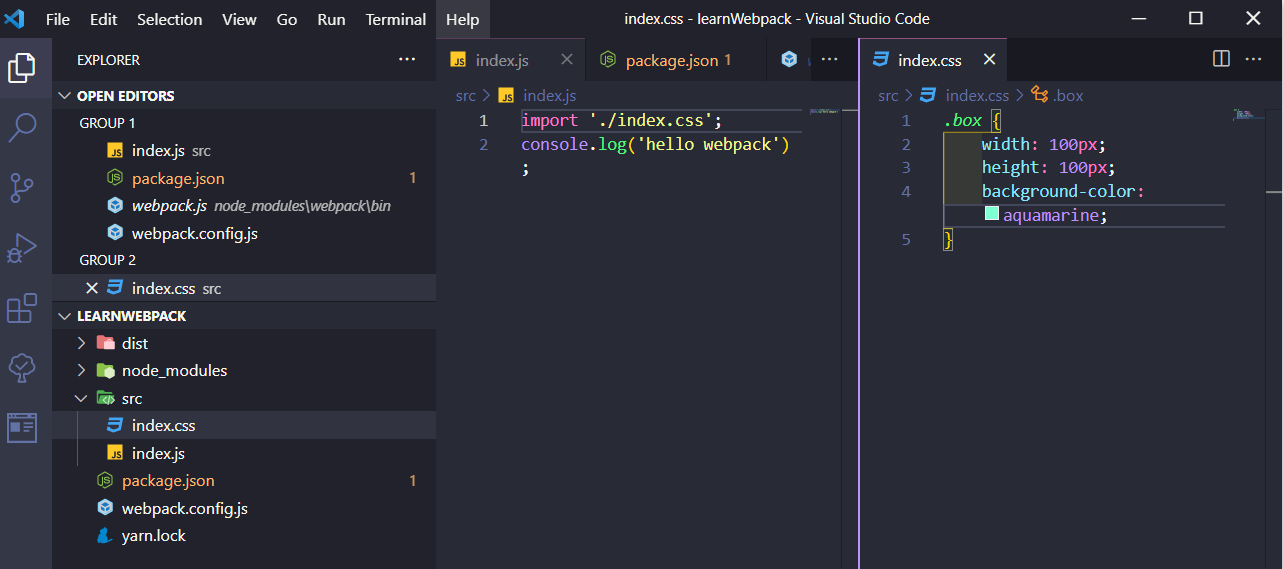 File Edit Selection View Go Run Terminal Help index.css - learnWebpack - Visual Studio Code
EXPLORER
OPEN EDITORS
GROUP 1
index.js src
package.json 1
webpack.js node_modules\webpack\bin
webpack.config.js
GROUP 2
index.css src
LEARNWEBPACK
dist
node_modules
src
index.css
index.js
package.json 1
webpack.config.js
yarn.lock
index.js package.json 1
src > index.js
1 import './index.css';
2 console.log('hello webpack')
;
index.css
src > index.css > .box
1 .box {
2 width: 100px;
3 height: 100px;
4 background-color:
aquamarine;
5 }